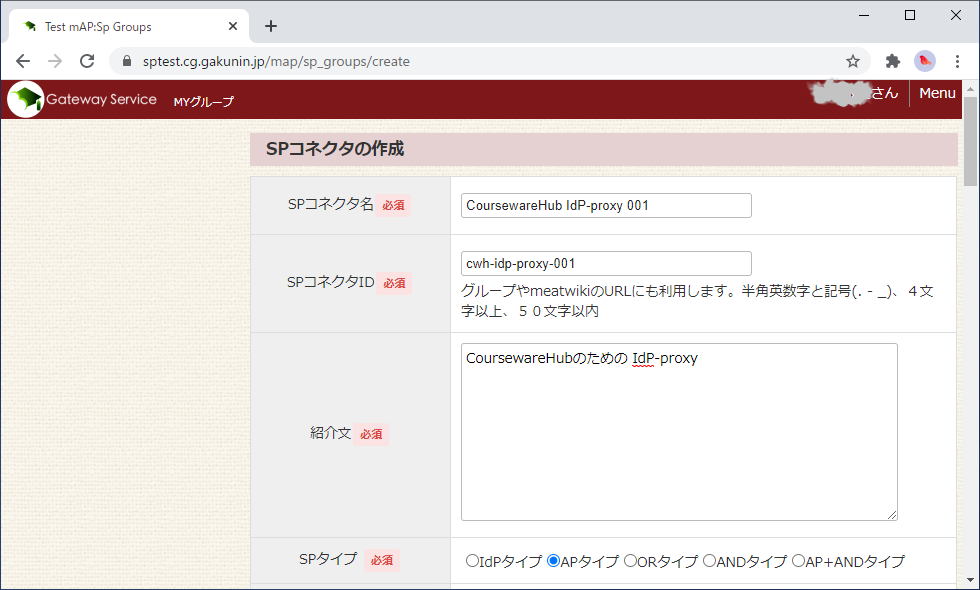 Test mAP:Sp Groups
sptest.cg.gakunin.jp/map/sp_groups/create
Gateway Service MYグループ
さん Menu
SPコネクタの作成
SPコネクタ名 必須
CoursewareHub IdP-proxy 001
SPコネクタID 必須
cwh-idp-proxy-001
グループやmeatwikiのURLにも利用します。半角英数字と記号(. - _)、４文
字以上、５０文字以内
紹介文 必須
CoursewareHubのための IdP-proxy
SPタイプ 必須
IdPタイプ APタイプ ORタイプ ANDタイプ AP+ANDタイプ